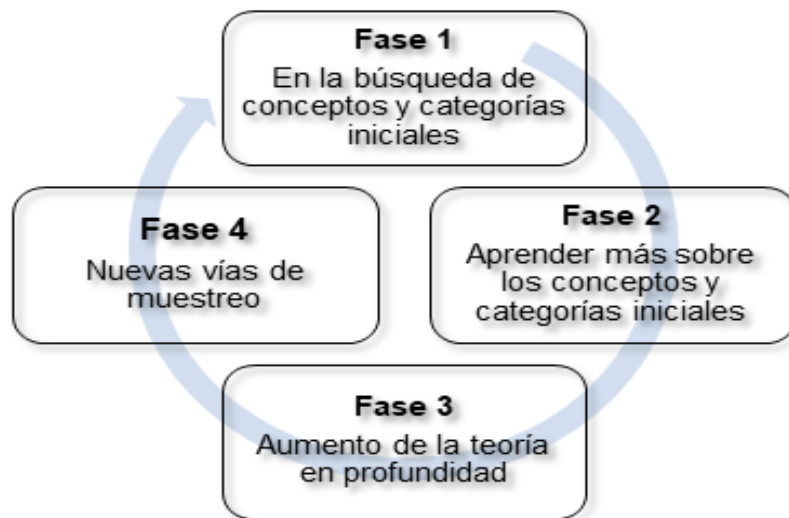 Fase 1
En la búsqueda de
conceptos y categorías
iniciales
Fase 2
Aprender más sobre
los conceptos y
categorías iniciales
Fase 3
Aumento de la teoría
en profundidad
Fase 4
Nuevas vías de
muestreo